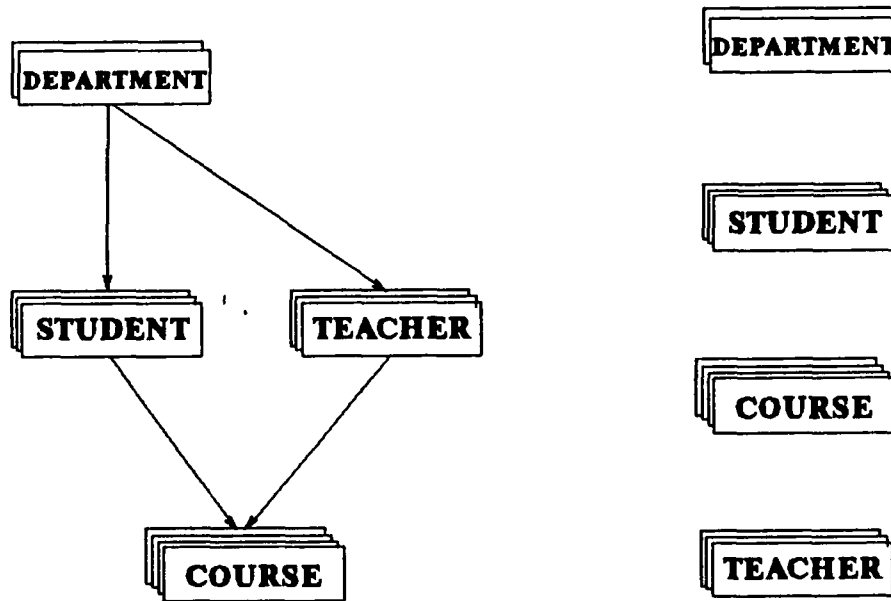 DEPARTMENT
STUDENT
TEACHER
COURSE
DEPARTMENT
STUDENT
COURSE
TEACHER